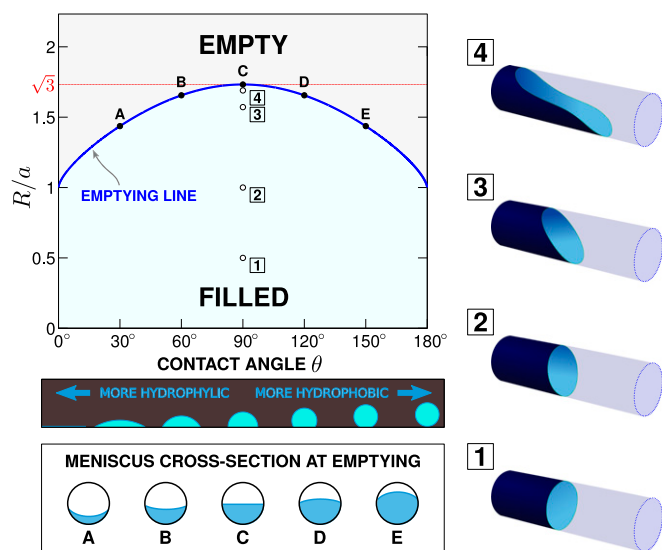 EMPTY
2
√3
1.5
1
0.5
0
R/a
A
B
C
D
E
4
3
2
1
EMPTYING LINE
FILLED
0° 30° 60° 90° 120° 150° 180°
CONTACT ANGLE θ
MORE HYDROPHYLIC MORE HYDROPHOBIC
MENISCUS CROSS-SECTION AT EMPTYING
A B C D E
4
3
2
1